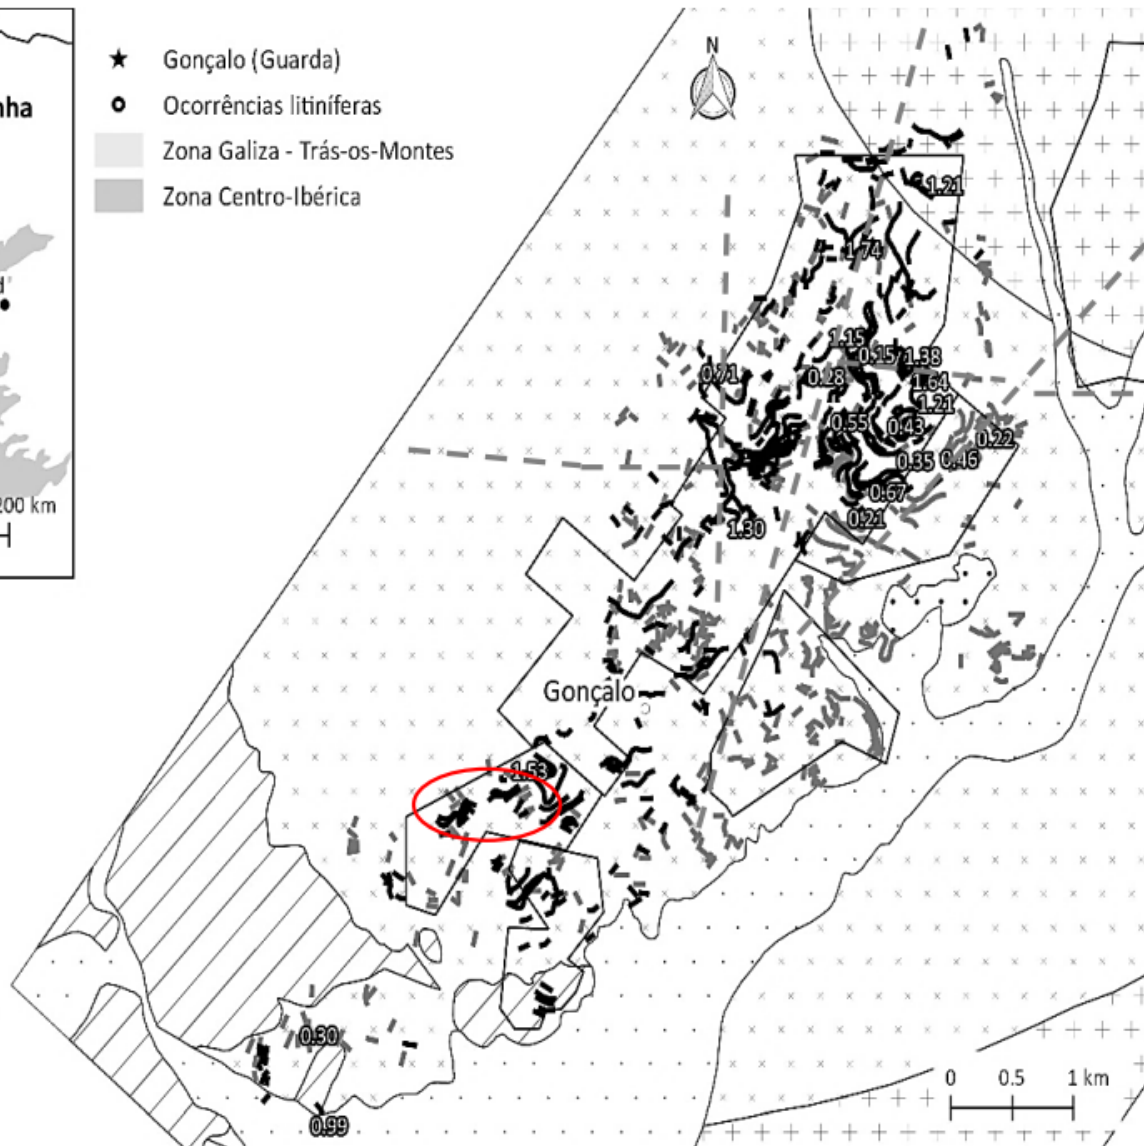 nha
d
200 km
Gonçalo (Guarda)
Ocorrências litiníferas
Zona Galiza - Trás-os-Montes
Zona Centro-Ibérica
N
1.21
1.74
1.15
0.15
1.38
0.71
0.28
1.64
1.21
0.55
0.43
0.22
0.35
0.46
0.67
0.21
1.30
Gonçalo
1.53
0.30
0.99
0 0.5 1 km